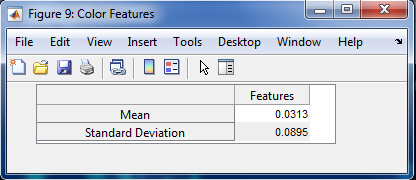 Figure 9: Color Features
File Edit View Insert Tools Desktop Window Help
Features
Mean 0.0313
Standard Deviation 0.0895